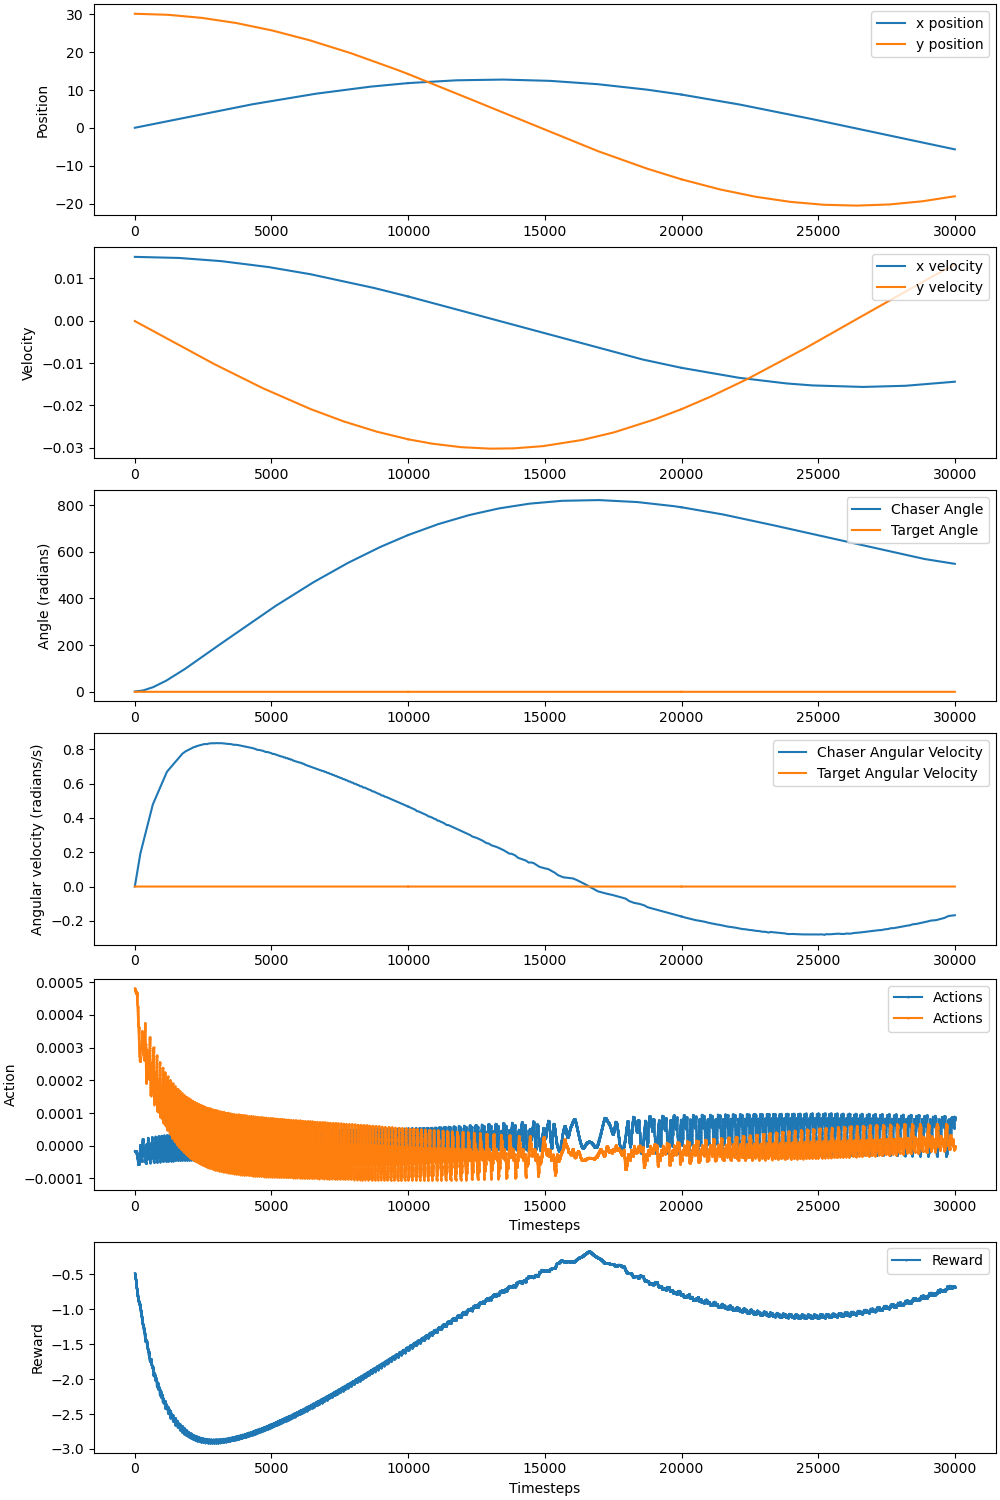 30
20
10
0
−10
−20
Position
x position
y position
0 5000 10000 15000 20000 25000 30000
0.01
0.00
−0.01
−0.02
−0.03
Velocity
x velocity
y velocity
0 5000 10000 15000 20000 25000 30000
800
600
400
200
0
Angle (radians)
Chaser Angle
Target Angle
0 5000 10000 15000 20000 25000 30000
0.8
0.6
0.4
0.2
0.0
−0.2
Angular velocity (radians/s)
Chaser Angular Velocity
Target Angular Velocity
0 5000 10000 15000 20000 25000 30000
0.0005
0.0004
0.0003
0.0002
0.0001
0.0000
−0.0001
Action
Actions
Actions
0 5000 10000 15000 20000 25000 30000
Timesteps
−0.5
−1.0
−1.5
−2.0
−2.5
−3.0
Reward
Reward
0 5000 10000 15000 20000 25000 30000
Timesteps